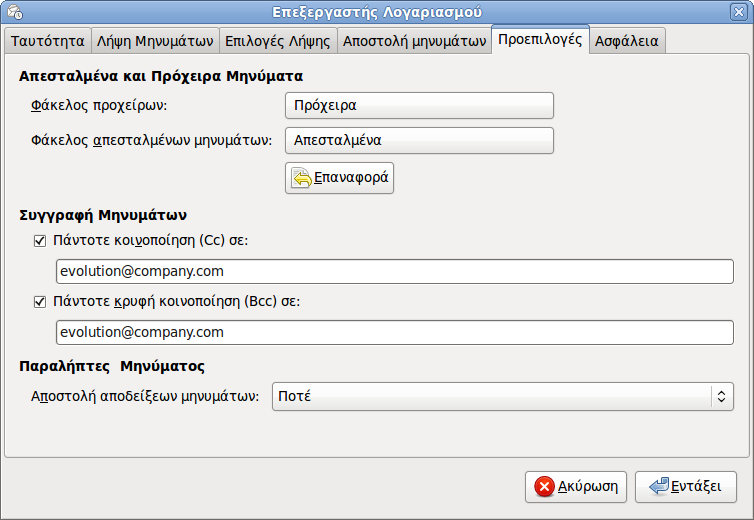 Επεξεργαστής Λογαριασμού
Ταυτότητα Λήψη Μηνυμάτων Επιλογές Λήψης Αποστολή μηνυμάτων Προεπιλογές Ασφάλεια
Απεσταλμένα και Πρόχειρα Μηνύματα
Φάκελος προχείρων: Πρόχειρα
Φάκελος απεσταλμένων μηνυμάτων: Απεσταλμένα
Επαναφορά
Συγγραφή Μηνυμάτων
Πάντοτε κοινοποίηση (Cc) σε:
evolution@company.com
Πάντοτε κρυφή κοινοποίηση (Bcc) σε:
evolution@company.com
Παραλήπτες Μηνύματος
Αποστολή αποδείξεων μηνυμάτων: Ποτέ
Ακύρωση Εντάξει